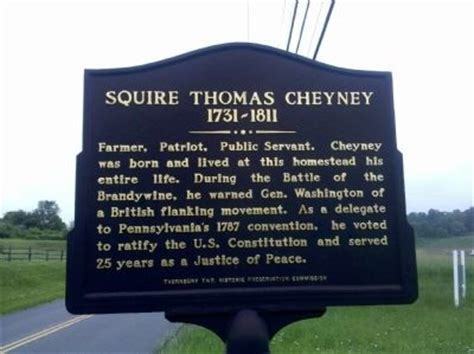 SQUIRE THOMAS CHEYNEY
1731-1811
Farmer, Patriot, Public Servant. Cheyney
was born and lived at this homestead his
entire life. During the Battle of the
Brandywine, he warned Gen. Washington of
a British flanking movement. As a delegate
to Pennsylvania's 1787 convention, he voted
to ratify the U.S. Constitution and served
25 years as a Justice of Peace.
THORNBURY TWP. HISTORIC PRESERVATION COMMISSION